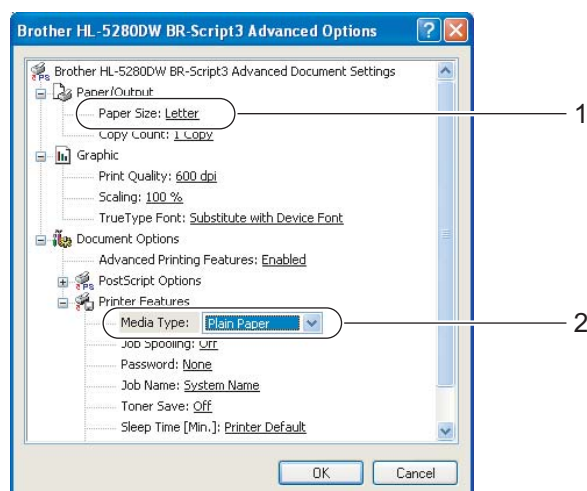 Brother HL-5280DW BR-Script3 Advanced Options
Brother HL-5280DW BR-Script3 Advanced Document Settings
Paper/Output
Paper Size: Letter
1
Copy Count: 1 Copy
Graphic
Print Quality: 600 dpi
Scaling: 100 %
TrueType Font: Substitute with Device Font
Document Options
Advanced Printing Features: Enabled
PostScript Options
Printer Features
Media Type: Plain Paper
2
Job Spooling: Off
Password: None
Job Name: System Name
Toner Save: Off
Sleep Time [Min.]: Printer Default
OK Cancel